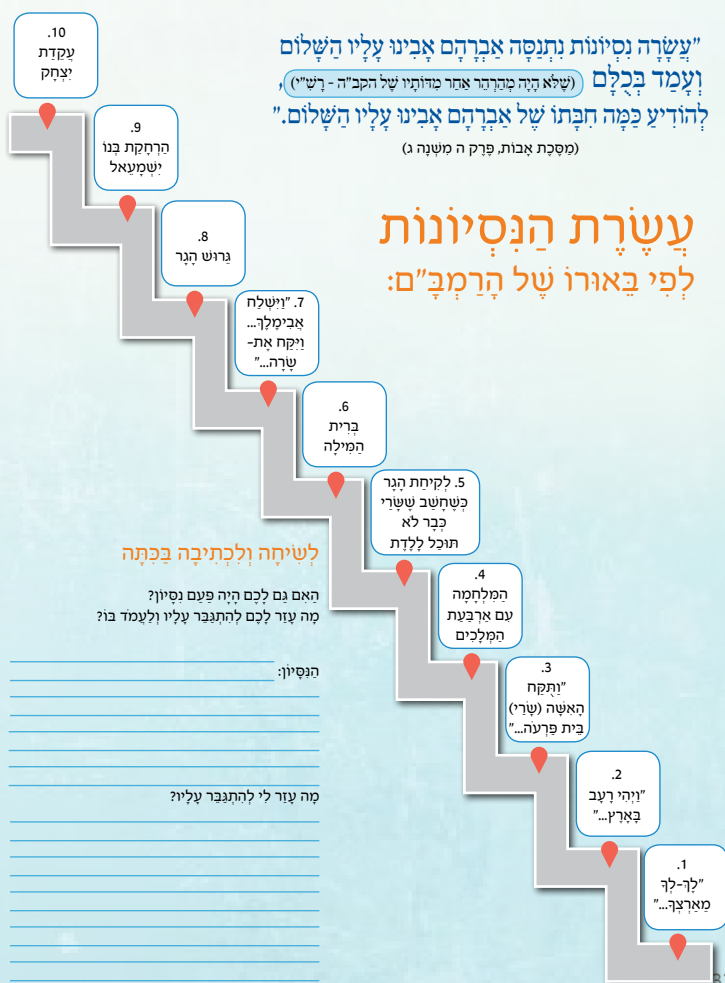 "עֲשָׂרָה נִסְיוֹנוֹת נִתְנַסָּה אַבְרָהָם אָבִינוּ עָלָיו הַשָּׁלוֹם
וְעָמַד בְּכֻלָּם (שֶׁלֹּא הָיָה מְהַרְהֵר אַחַר מִדּוֹתָיו שֶׁל הקב"ה - רַשִׁ"י),
לְהוֹדִיעַ כַּמָּה חִבָּתוֹ שֶׁל אַבְרָהָם אָבִינוּ עָלָיו הַשָּׁלוֹם."
(מַסֶּכֶת אָבוֹת, פֶּרֶק ה מִשְׁנָה ג)
עֲשֶׂרֶת הַנִּסְיוֹנוֹת
לְפִי בֵּאוּרוֹ שֶׁל הָרַמְבָּ"ם:
10.
עֲקֵדַת
יִצְחָק
9.
הַרְחָקַת בְּנוֹ
יִשְׁמָעֵאל
8.
גֵּרוּשׁ הָגָר
7. "וַיִּשְׁלַח
אֲבִימֶלֶךְ...
וַיִּקַּח אֶת-
שָׂרָה..."
6.
בְּרִית
הַמִּילָה
5. לְקִיחַת הָגָר
כְּשֶׁחָשַׁב שֶׁשָּׂרַי
כְּבָר לֹא
תּוּכַל לָלֶדֶת
4.
הַמִּלְחָמָה
עִם אַרְבַּעַת
הַמְּלָכִים
3.
"וַתֻּקַּח
הָאִשָּׁה (שָׂרַי)
בֵּית פַּרְעֹה..."
2.
"וַיְהִי רָעָב
בָּאָרֶץ..."
1.
"לֶךְ-לְךָ
מֵאַרְצְךָ..."
לְשִׂיחָה וְלִכְתִיבָה בַּכִּתָּה
הַאִם גַּם לָכֶם הָיָה פַּעַם נִסָּיוֹן?
מָה עָזַר לָכֶם לְהִתְגַּבֵּר עָלָיו וְלַעֲמֹד בּוֹ?
הַנִּסָּיוֹן:
מָה עָזַר לִי לְהִתְגַּבֵּר עָלָיו?